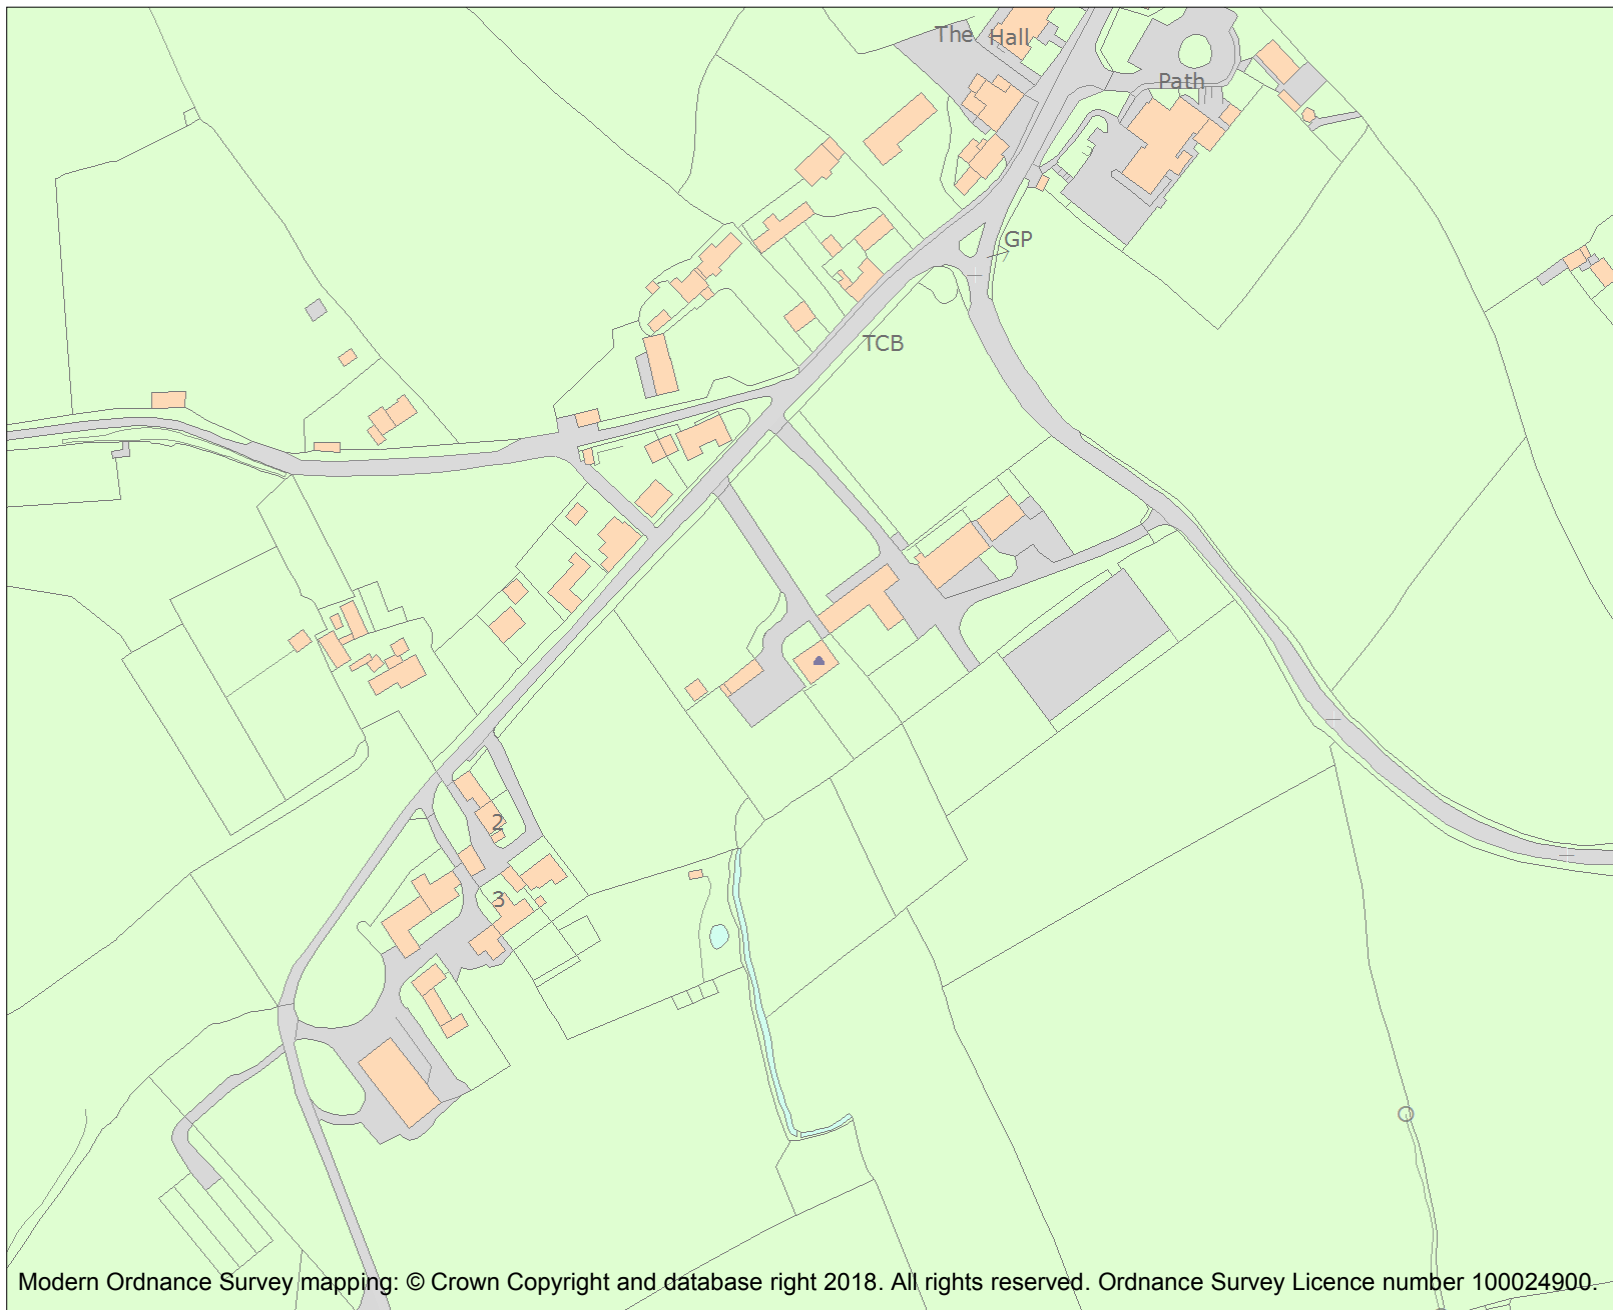 The Hall
Path
GP
TCB
2
3
Modern Ordnance Survey mapping: © Crown Copyright and database right 2018. All rights reserved. Ordnance Survey Licence number 100024900.